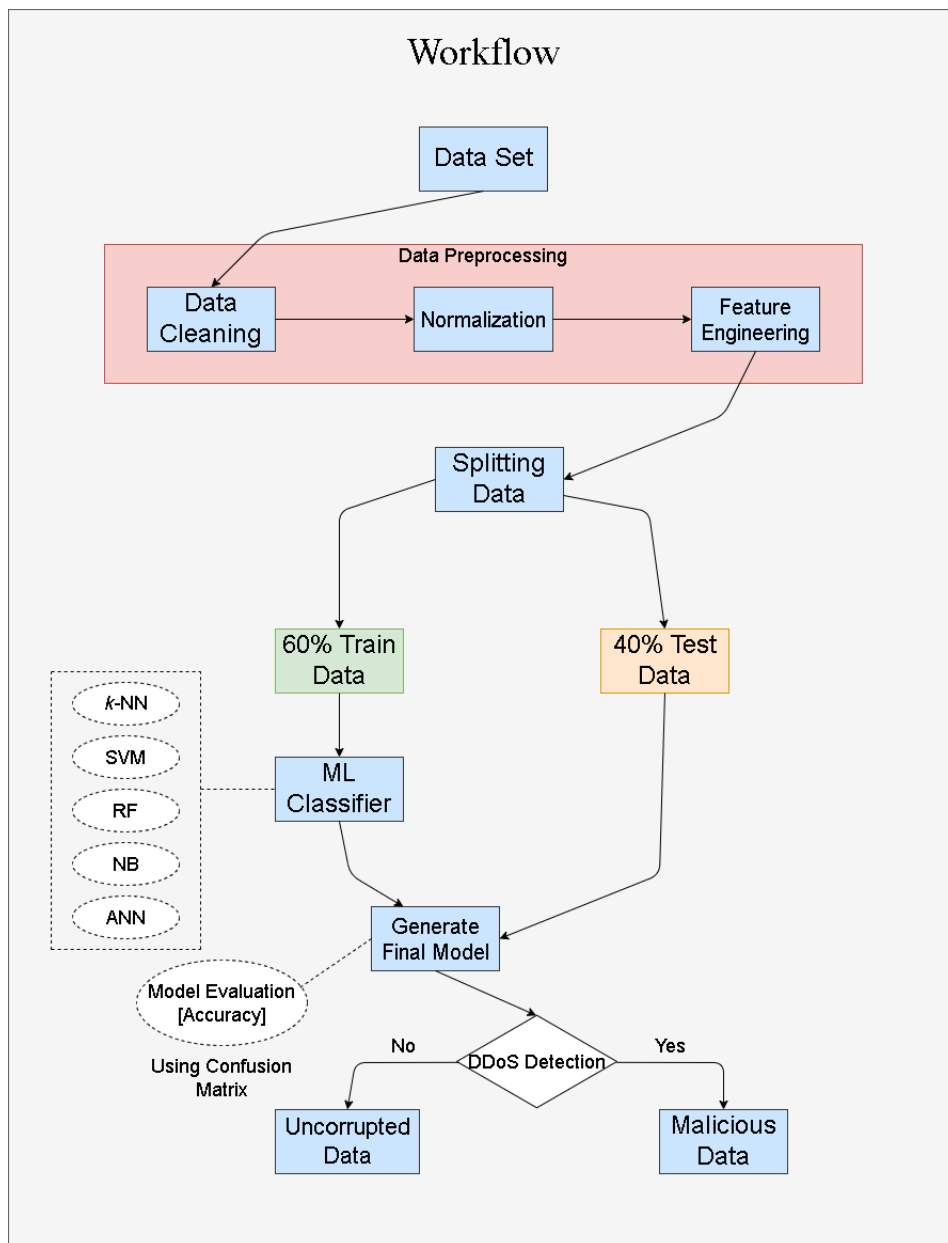 Workflow
Data Set
Data Preprocessing
Data
Cleaning
Normalization
Feature
Engineering
Splitting
Data
60% Train
Data
40% Test
Data
k-NN
SVM
RF
NB
ANN
ML
Classifier
Generate
Final Model
Model Evaluation
[Accuracy]
Using Confusion
Matrix
No
DDoS Detection
Yes
Uncorrupted
Data
Malicious
Data